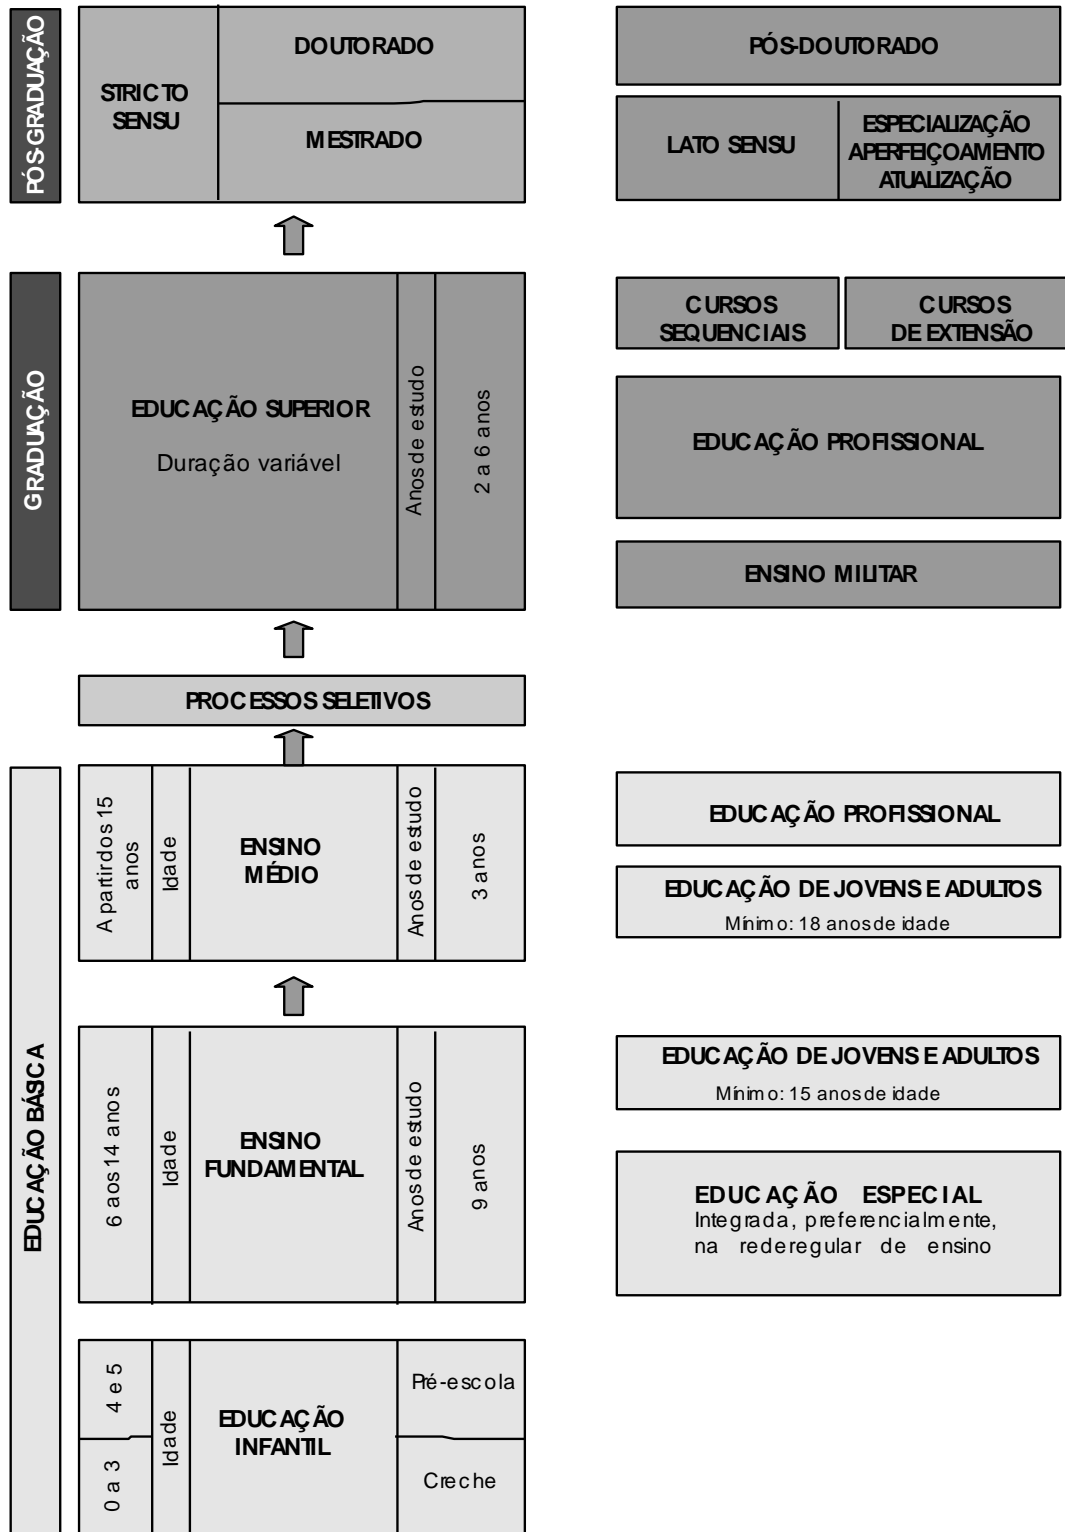 PÓS-GRADUAÇÃO
STRICTO
SENSU
DOUTORADO
MESTRADO
PÓS-DOUTORADO
LATO SENSU
ESPECIALIZAÇÃO
APERFEIÇOAMENTO
ATUALIZAÇÃO
GRADUAÇÃO
EDUCAÇÃO SUPERIOR
Duração variável
Anos de estudo
2 a 6 anos
CURSOS
SEQUENCIAIS
CURSOS
DE EXTENSÃO
EDUCAÇÃO PROFISSIONAL
ENSINO MILITAR
PROCESSOS SELETIVOS
EDUCAÇÃO BÁSICA
A partir dos 15
anos
Idade
ENSINO
MÉDIO
Anos de estudo
3 anos
EDUCAÇÃO PROFISSIONAL
EDUCAÇÃO DE JOVENS E ADULTOS
Mínimo: 18 anos de idade
6 aos 14 anos
Idade
ENSINO
FUNDAMENTAL
Anos de estudo
9 anos
EDUCAÇÃO DE JOVENS E ADULTOS
Mínimo: 15 anos de idade
EDUCAÇÃO ESPECIAL
Integrada, preferencialmente,
na rede regular de ensino
4 e 5
0 a 3
Idade
EDUCAÇÃO
INFANTIL
Pré-escola
Creche